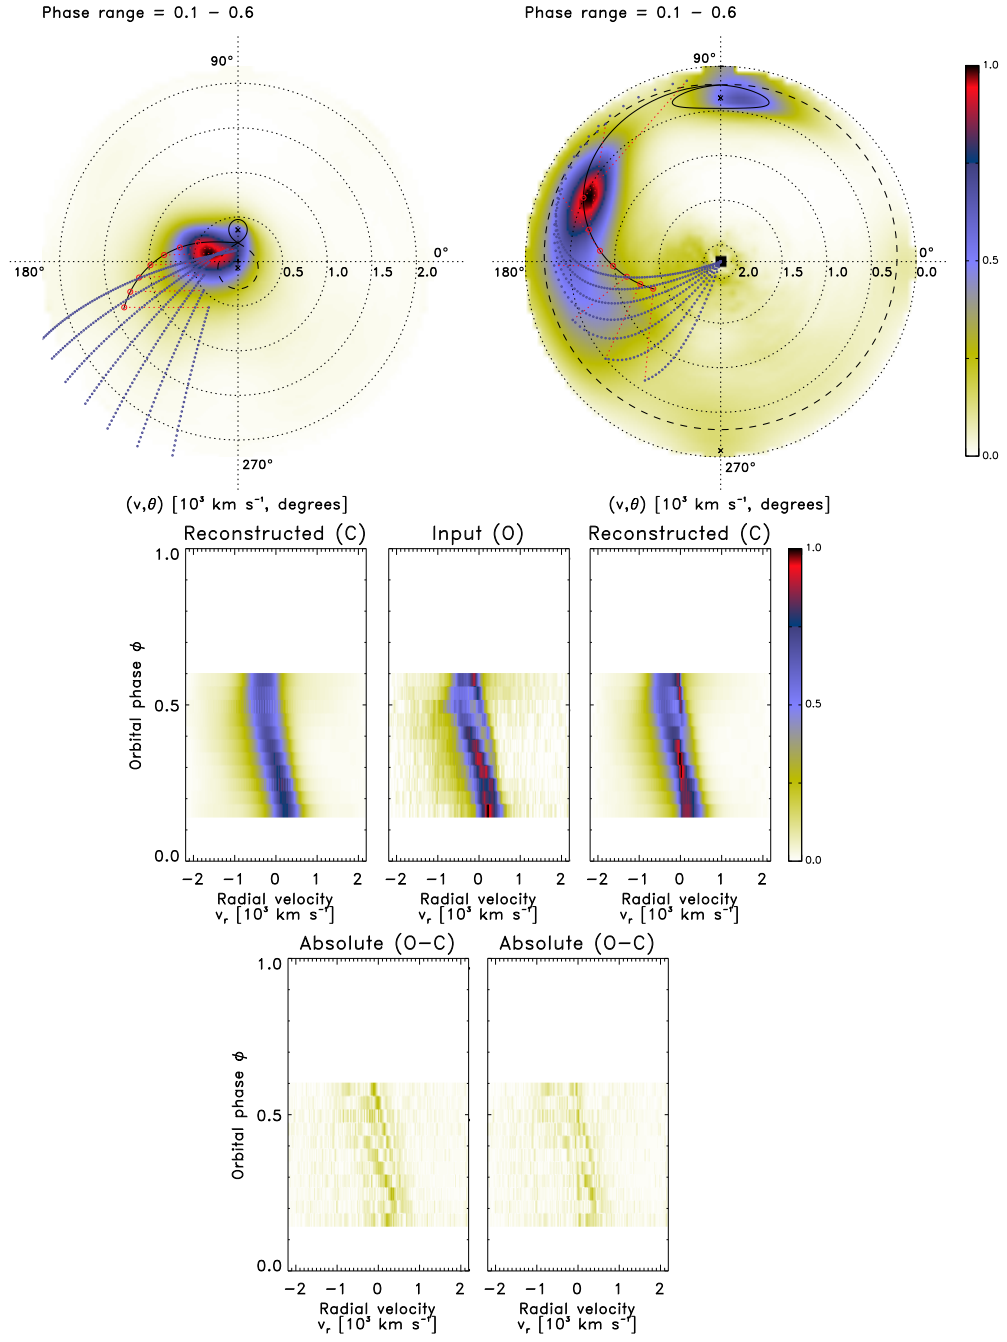 Phase range = 0.1 – 0.6
Phase range = 0.1 – 0.6
90°
90°
1.0
180°
0.5
1.0
1.5
2.0
0°
180°
2.0
1.5
1.0
0.5
0.0
0°
0.5
270°
270°
0.0
(v,θ) [10³ km s⁻¹, degrees]
(v,θ) [10³ km s⁻¹, degrees]
Reconstructed (C)
Input (O)
Reconstructed (C)
1.0
0.5
0.0
Orbital phase ϕ
1.0
0.5
0.0
−2 −1 0 1 2
−2 −1 0 1 2
−2 −1 0 1 2
Radial velocity
vᵣ [10³ km s⁻¹]
Radial velocity
vᵣ [10³ km s⁻¹]
Radial velocity
vᵣ [10³ km s⁻¹]
Absolute (O−C)
Absolute (O−C)
1.0
0.5
0.0
Orbital phase ϕ
−2 −1 0 1 2
−2 −1 0 1 2
Radial velocity
vᵣ [10³ km s⁻¹]
Radial velocity
vᵣ [10³ km s⁻¹]